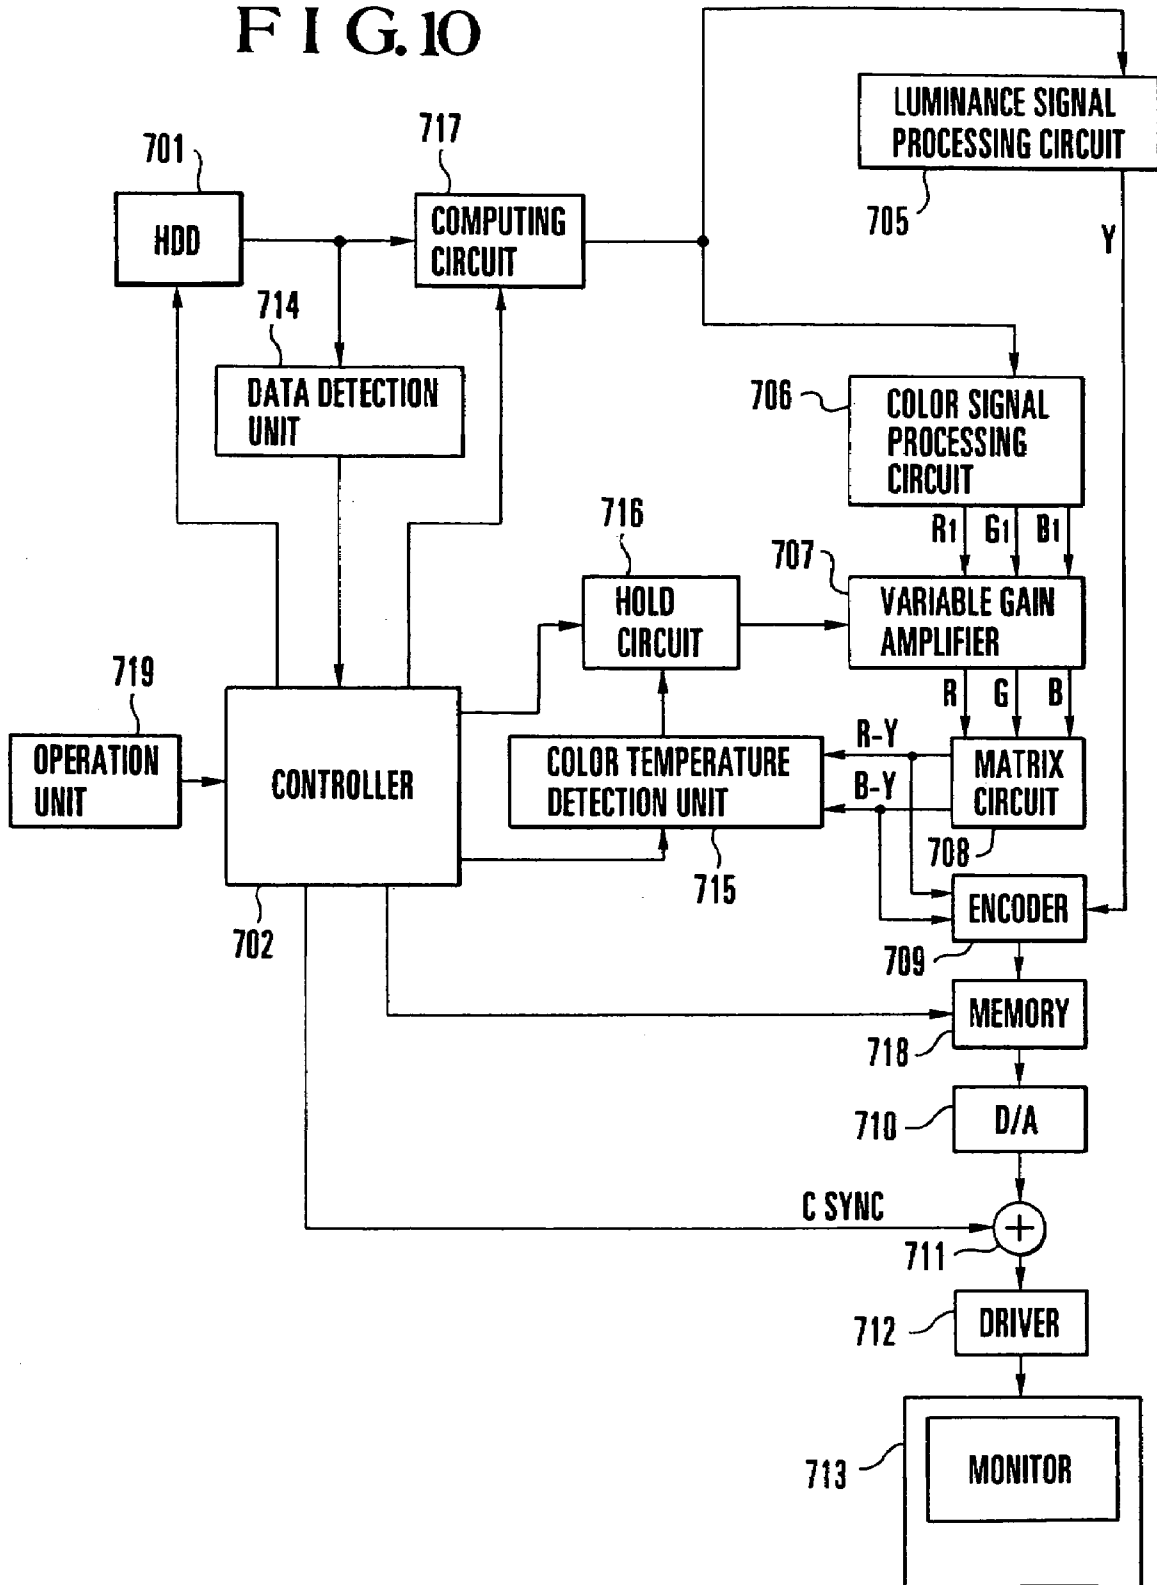 FIG.10
LUMINANCE SIGNAL
PROCESSING CIRCUIT
705
Y
701
HDD
717
COMPUTING
CIRCUIT
714
DATA DETECTION
UNIT
706
COLOR SIGNAL
PROCESSING
CIRCUIT
R1 G1 B1
716
HOLD
CIRCUIT
707
VARIABLE GAIN
AMPLIFIER
R G B
719
OPERATION
UNIT
CONTROLLER
702
COLOR TEMPERATURE
DETECTION UNIT
715
R-Y
B-Y
MATRIX
CIRCUIT
708
ENCODER
709
MEMORY
718
D/A
710
C SYNC
+
711
DRIVER
712
MONITOR
713